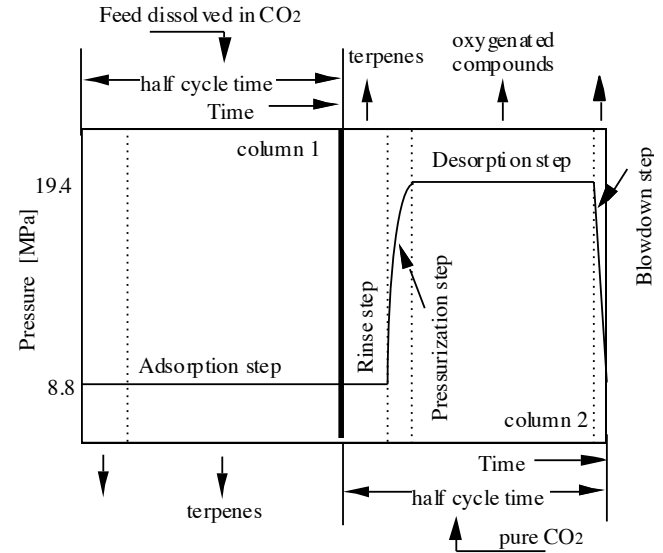 Feed dissolved in CO2
terpenes
oxygenated
compounds
half cycle time
Time
column 1
Desorption step
19.4
Pressure [MPa]
Blowdown step
Rinse step
Pressurization step
Adsorption step
8.8
column 2
Time
terpenes
half cycle time
pure CO2